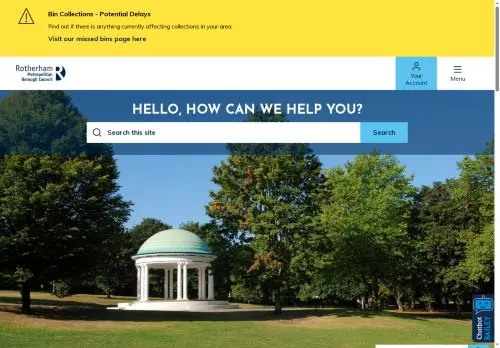 Bin Collections - Potential Delays
Find out if there is anything currently affecting collections in your area
Visit our missed bins page here
Rotherham
Metropolitan
Borough Council
Your
Account
Menu
HELLO, HOW CAN WE HELP YOU?
Search this site
Search
Chatbot
BAILEY